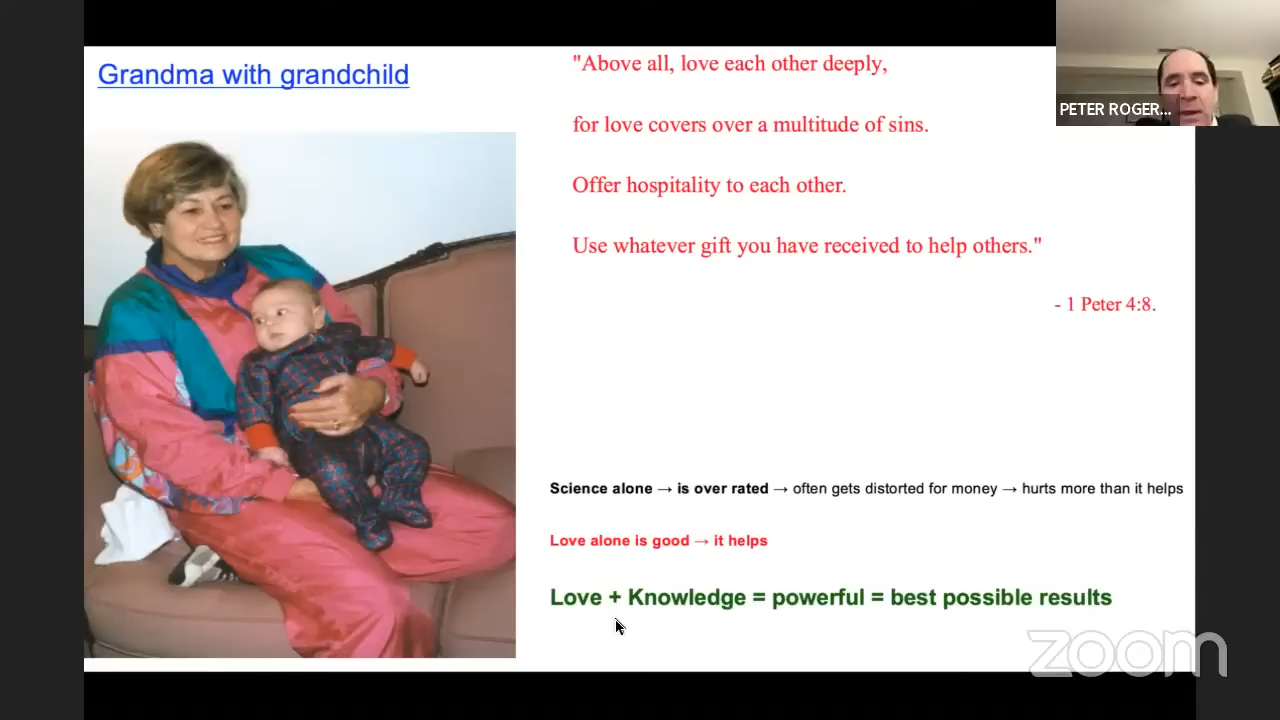 Grandma with grandchild
"Above all, love each other deeply,
for love covers over a multitude of sins.
Offer hospitality to each other.
Use whatever gift you have received to help others."
- 1 Peter 4:8.
Science alone → is over rated → often gets distorted for money → hurts more than it helps
Love alone is good → it helps
Love + Knowledge = powerful = best possible results
PETER ROGER...
zoom